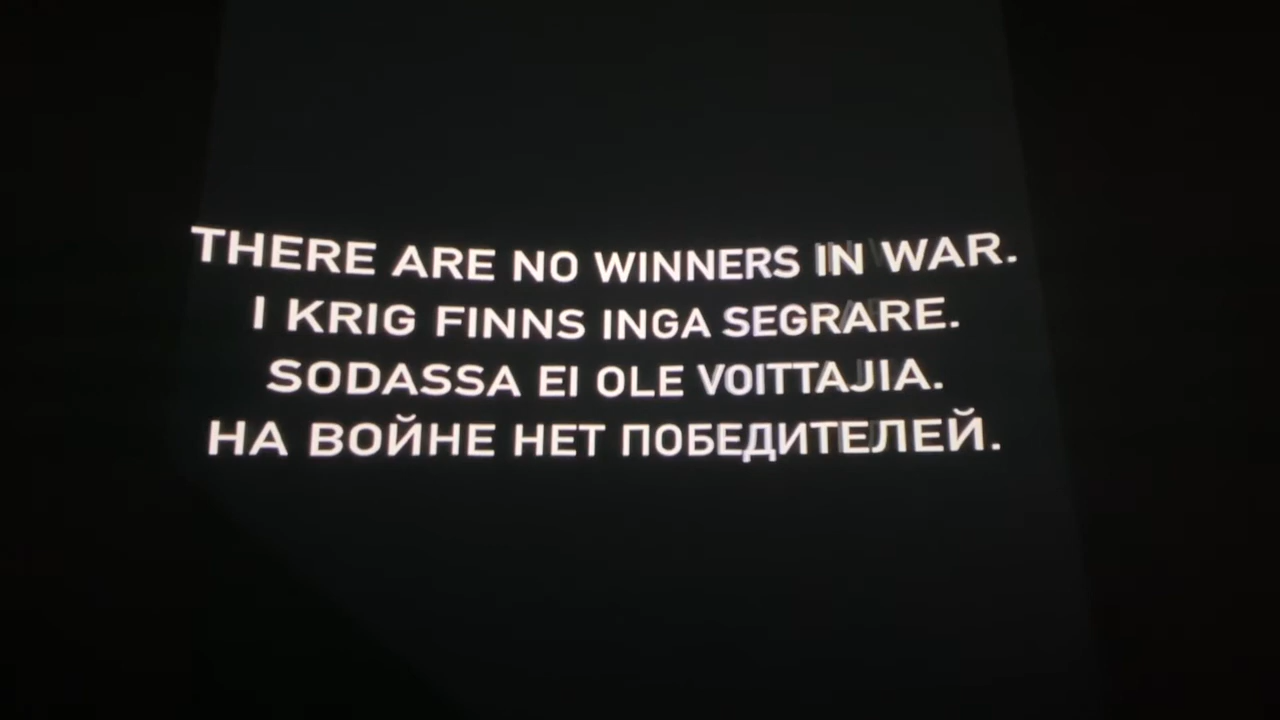 THERE ARE NO WINNERS IN WAR.
I KRIG FINNS INGA SEGRARE.
SODASSA EI OLE VOITTAJIA.
НА ВОЙНЕ НЕТ ПОБЕДИТЕЛЕЙ.